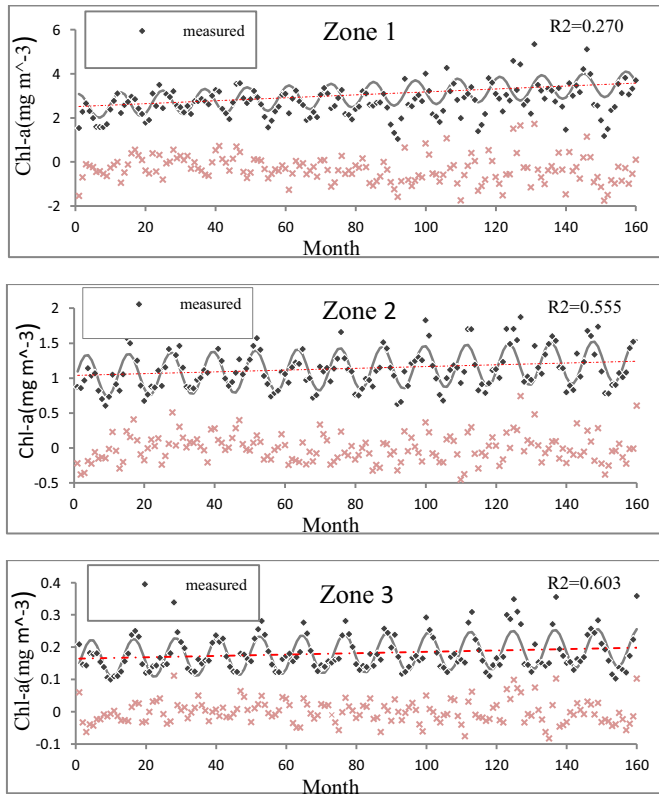 measured
Zone 1
R2=0.270
Chl-a(mg m^-3)
6
4
2
0
-2
0 20 40 60 80 100 120 140 160
Month
measured
Zone 2
R2=0.555
Chl-a(mg m^-3)
2
1.5
1
0.5
0
-0.5
0 20 40 60 80 100 120 140 160
Month
measured
Zone 3
R2=0.603
Chl-a(mg m^-3)
0.4
0.3
0.2
0.1
0
-0.1
0 20 40 60 80 100 120 140 160
Month